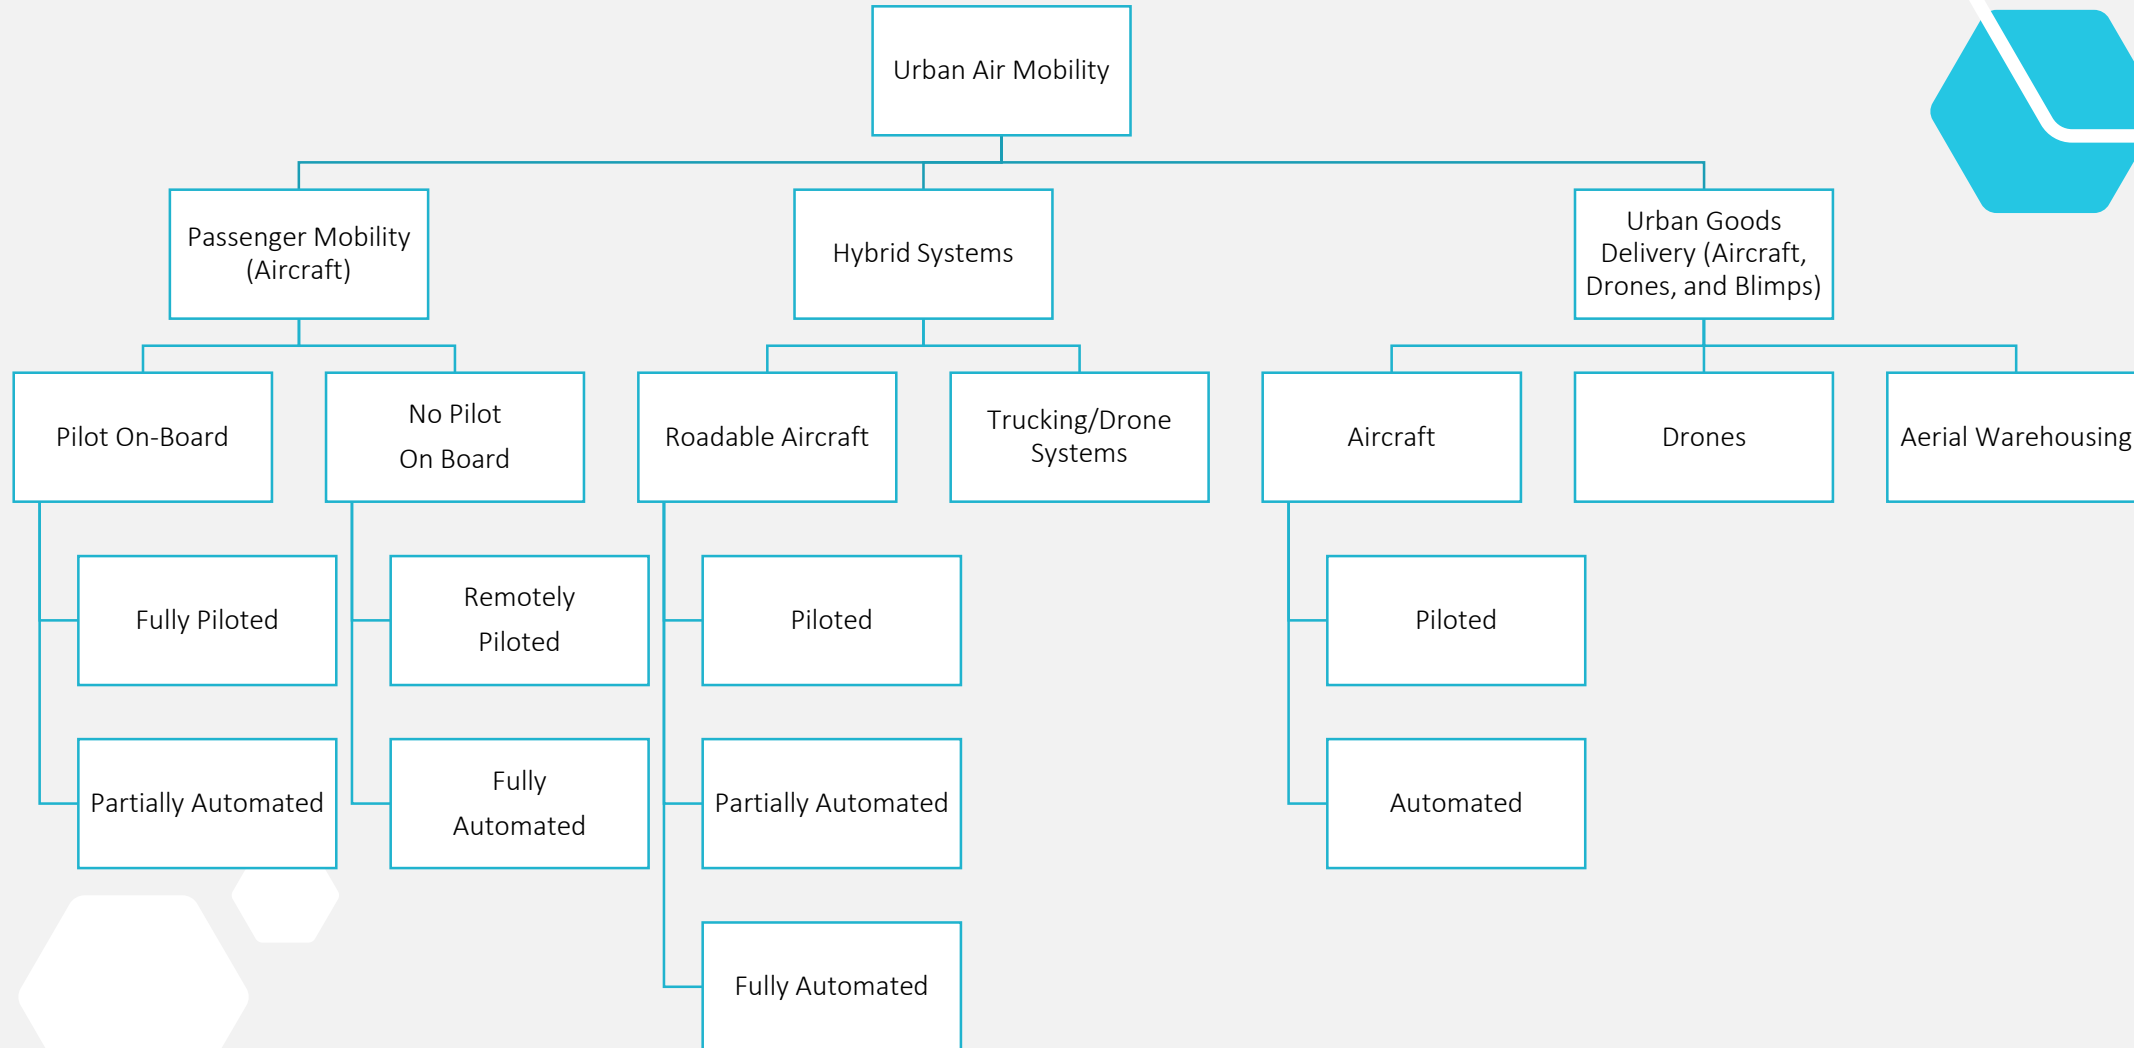 Urban Air Mobility
Passenger Mobility
(Aircraft)
Hybrid Systems
Urban Goods
Delivery (Aircraft,
Drones, and Blimps)
Pilot On-Board
No Pilot
On Board
Roadable Aircraft
Trucking/Drone
Systems
Aircraft
Drones
Aerial Warehousing
Fully Piloted
Remotely
Piloted
Piloted
Piloted
Partially Automated
Fully
Automated
Partially Automated
Automated
Fully Automated